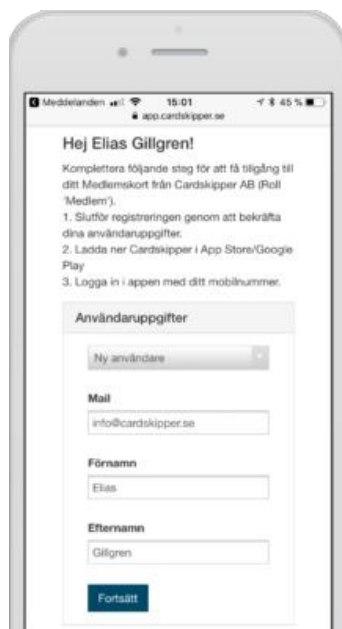 Meddelanden 15:01 45 %
app.cardskipper.se
Hej Elias Gillgren!
Komplettera följande steg för att få tillgång till
ditt Medlemskort från Cardskipper AB (Roll
'Medlem').
1. Slutför registreringen genom att bekräfta
dina användaruppgifter.
2. Ladda ner Cardskipper i App Store/Google
Play
3. Logga in i appen med ditt mobilnummer.
Användaruppgifter
Ny användare
Mail
info@cardskipper.se
Förnamn
Elias
Efternamn
Gillgren
Fortsätt